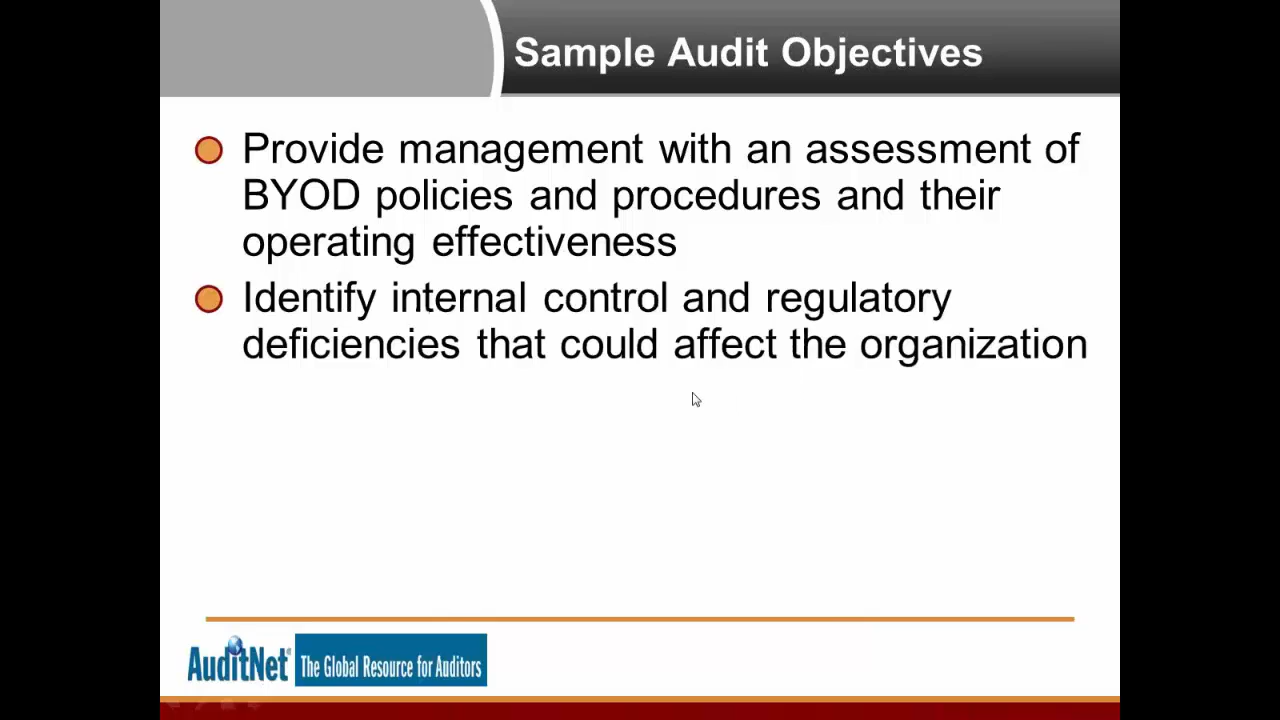 Sample Audit Objectives
Provide management with an assessment of
BYOD policies and procedures and their
operating effectiveness
Identify internal control and regulatory
deficiencies that could affect the organization
AuditNet® The Global Resource for Auditors